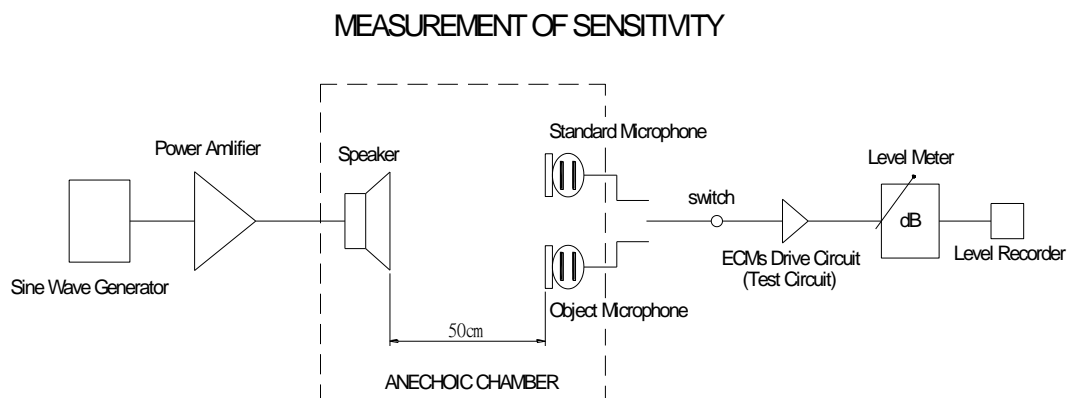 MEASUREMENT OF SENSITIVITY
Standard Microphone
Power Amlifier
Speaker
Level Meter
switch
dB
ECMs Drive Circuit
(Test Circuit)
Level Recorder
Sine Wave Generator
Object Microphone
50cm
ANECHOIC CHAMBER